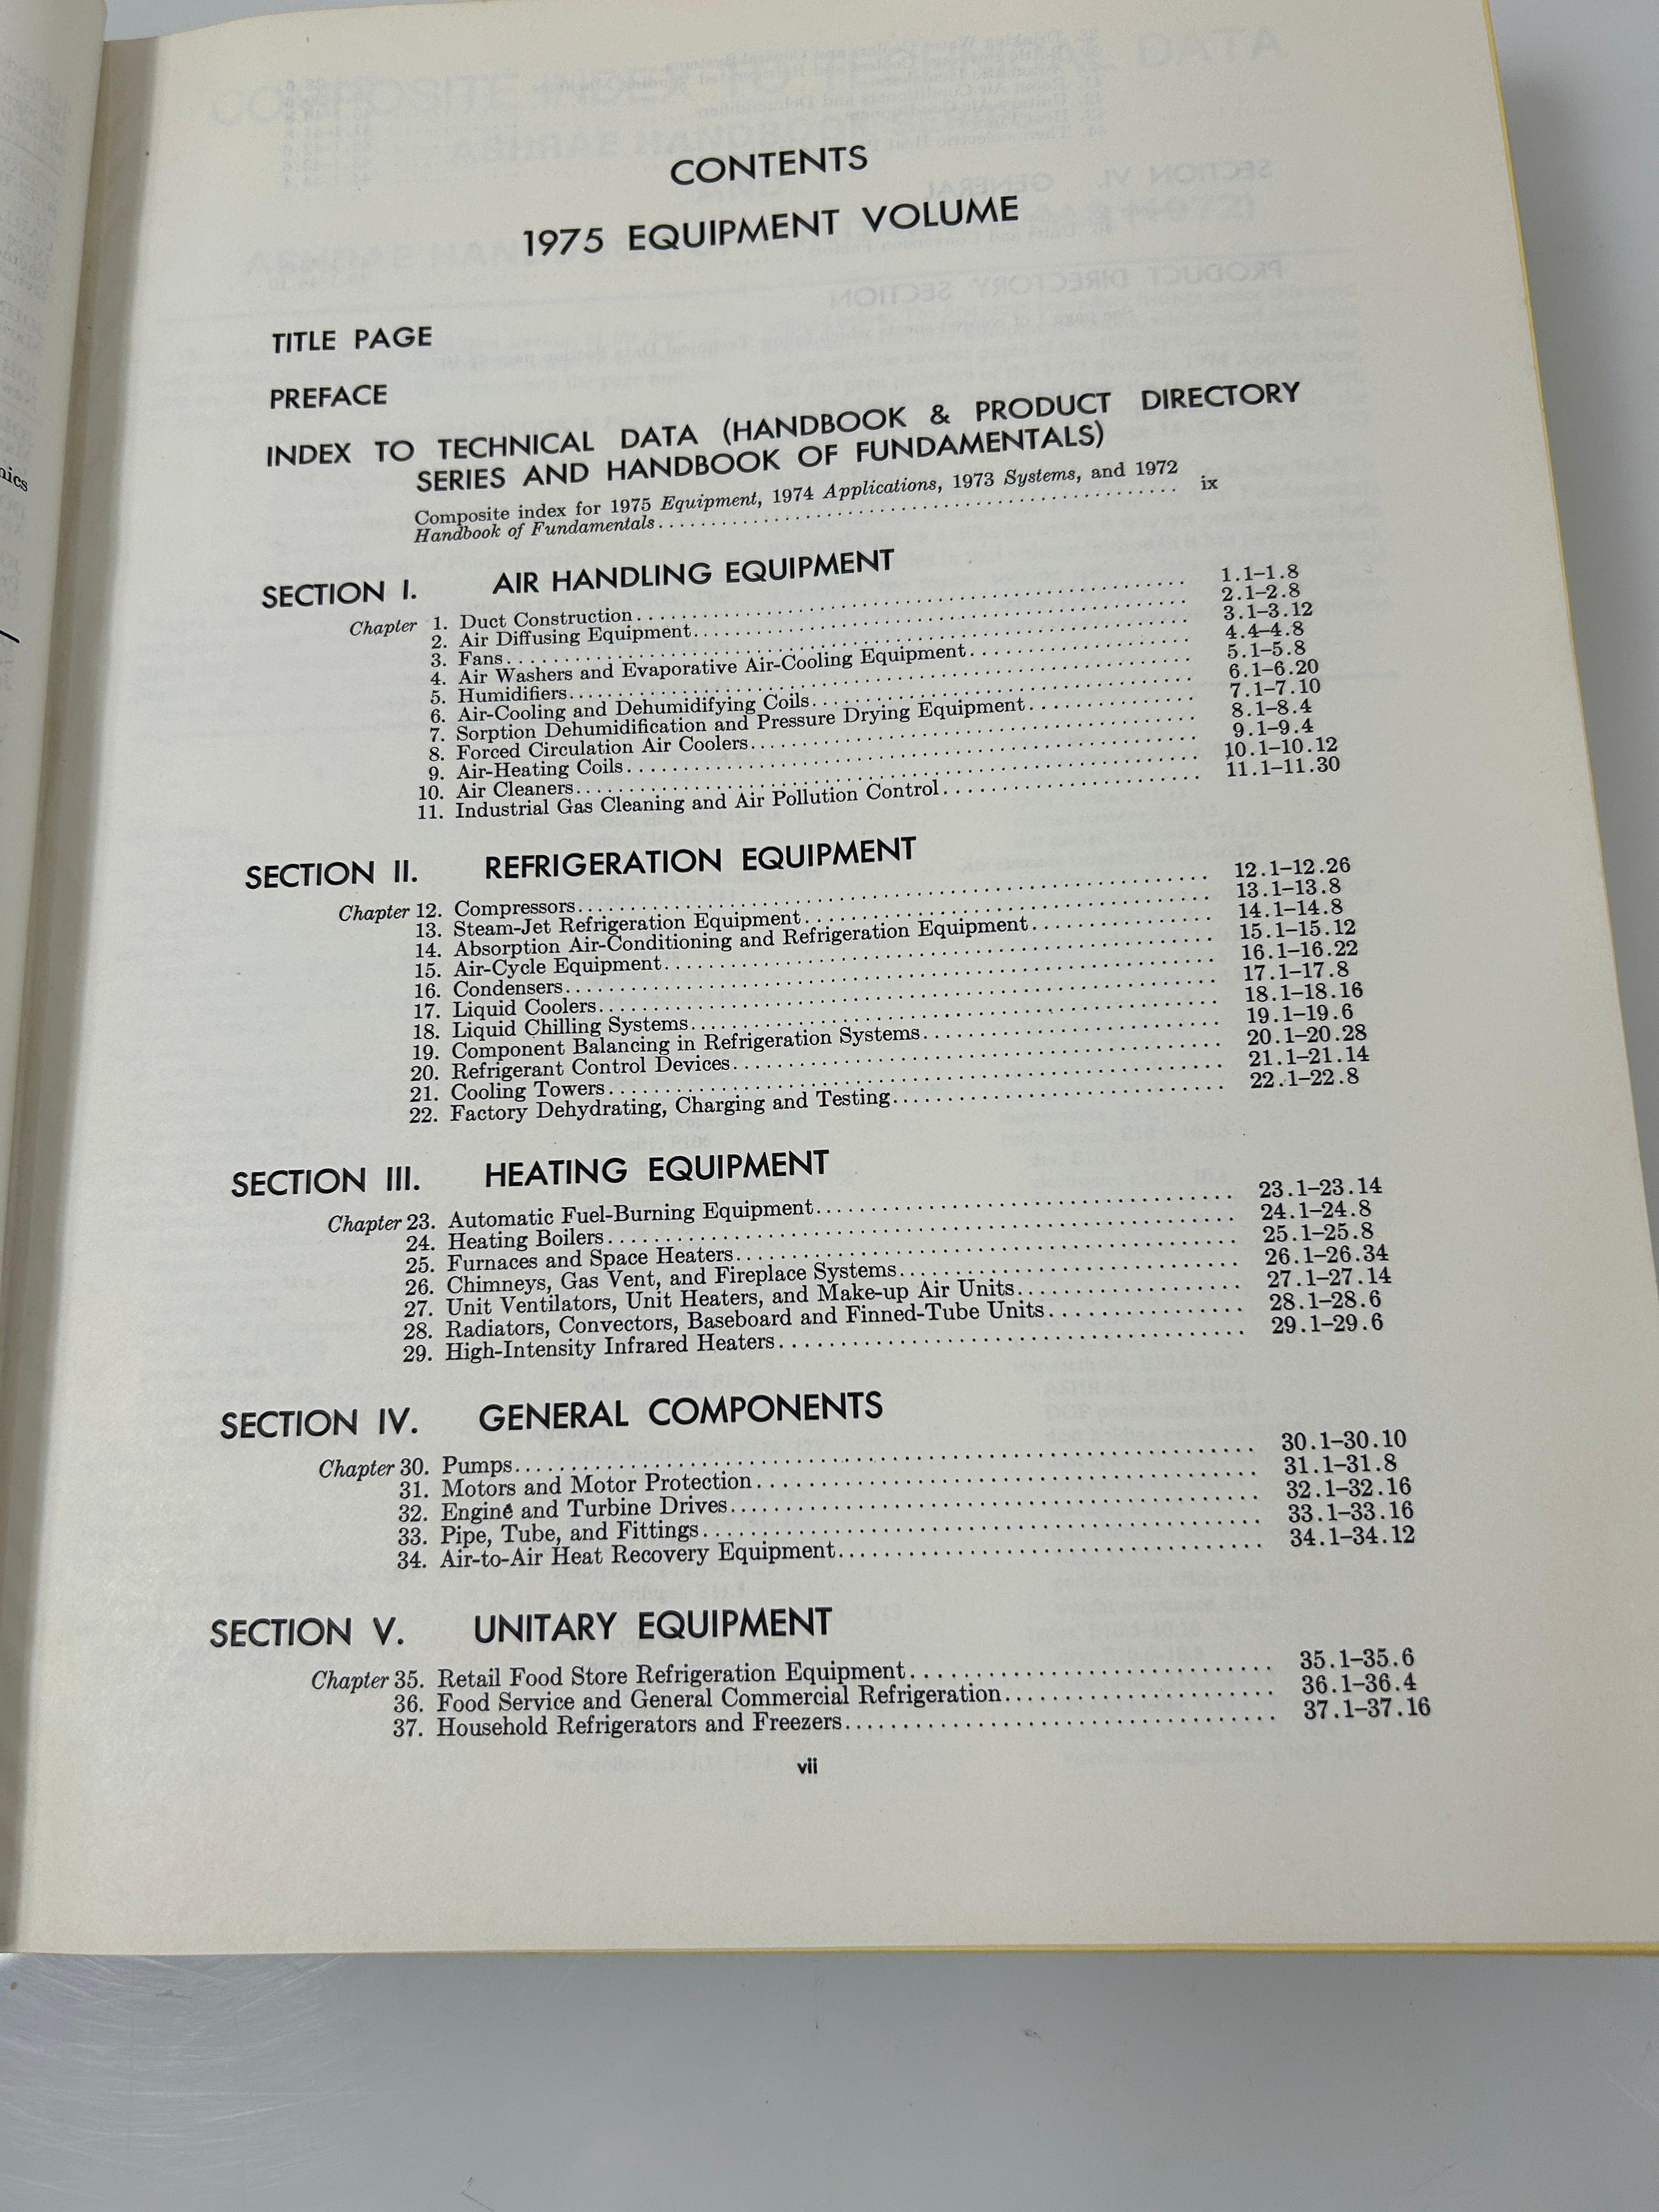 CONTENTS
1975 EQUIPMENT VOLUME
TITLE PAGE
PREFACE
INDEX TO TECHNICAL DATA (HANDBOOK & PRODUCT DIRECTORY
SERIES AND HANDBOOK OF FUNDAMENTALS)
Composite index for 1975 Equipment, 1974 Applications, 1973 Systems, and 1972
Handbook of Fundamentals ix
SECTION I. AIR HANDLING EQUIPMENT
Chapter 1. Duct Construction 1.1–1.8
2. Air Diffusing Equipment 2.1–2.8
3. Fans 3.1–3.12
4. Air Washers and Evaporative Air-Cooling Equipment 4.4–4.8
5. Humidifiers 5.1–5.8
6. Air-Cooling and Dehumidifying Coils 6.1–6.20
7. Sorption Dehumidification and Pressure Drying Equipment 7.1–7.10
8. Forced Circulation Air Coolers 8.1–8.4
9. Air-Heating Coils 9.1–9.4
10. Air Cleaners 10.1–10.12
11. Industrial Gas Cleaning and Air Pollution Control 11.1–11.30
SECTION II. REFRIGERATION EQUIPMENT
Chapter 12. Compressors 12.1–12.26
13. Steam-Jet Refrigeration Equipment 13.1–13.8
14. Absorption Air-Conditioning and Refrigeration Equipment 14.1–14.8
15. Air-Cycle Equipment 15.1–15.12
16. Condensers 16.1–16.22
17. Liquid Coolers 17.1–17.8
18. Liquid Chilling Systems 18.1–18.16
19. Component Balancing in Refrigeration Systems 19.1–19.6
20. Refrigerant Control Devices 20.1–20.28
21. Cooling Towers 21.1–21.14
22. Factory Dehydrating, Charging and Testing 22.1–22.8
SECTION III. HEATING EQUIPMENT
Chapter 23. Automatic Fuel-Burning Equipment 23.1–23.14
24. Heating Boilers 24.1–24.8
25. Furnaces and Space Heaters 25.1–25.8
26. Chimneys, Gas Vent, and Fireplace Systems 26.1–26.34
27. Unit Ventilators, Unit Heaters, and Make-up Air Units 27.1–27.14
28. Radiators, Convectors, Baseboard and Finned-Tube Units 28.1–28.6
29. High-Intensity Infrared Heaters 29.1–29.6
SECTION IV. GENERAL COMPONENTS
Chapter 30. Pumps 30.1–30.10
31. Motors and Motor Protection 31.1–31.8
32. Engine and Turbine Drives 32.1–32.16
33. Pipe, Tube, and Fittings 33.1–33.16
34. Air-to-Air Heat Recovery Equipment 34.1–34.12
SECTION V. UNITARY EQUIPMENT
Chapter 35. Retail Food Store Refrigeration Equipment 35.1–35.6
36. Food Service and General Commercial Refrigeration 36.1–36.4
37. Household Refrigerators and Freezers 37.1–37.16
vii